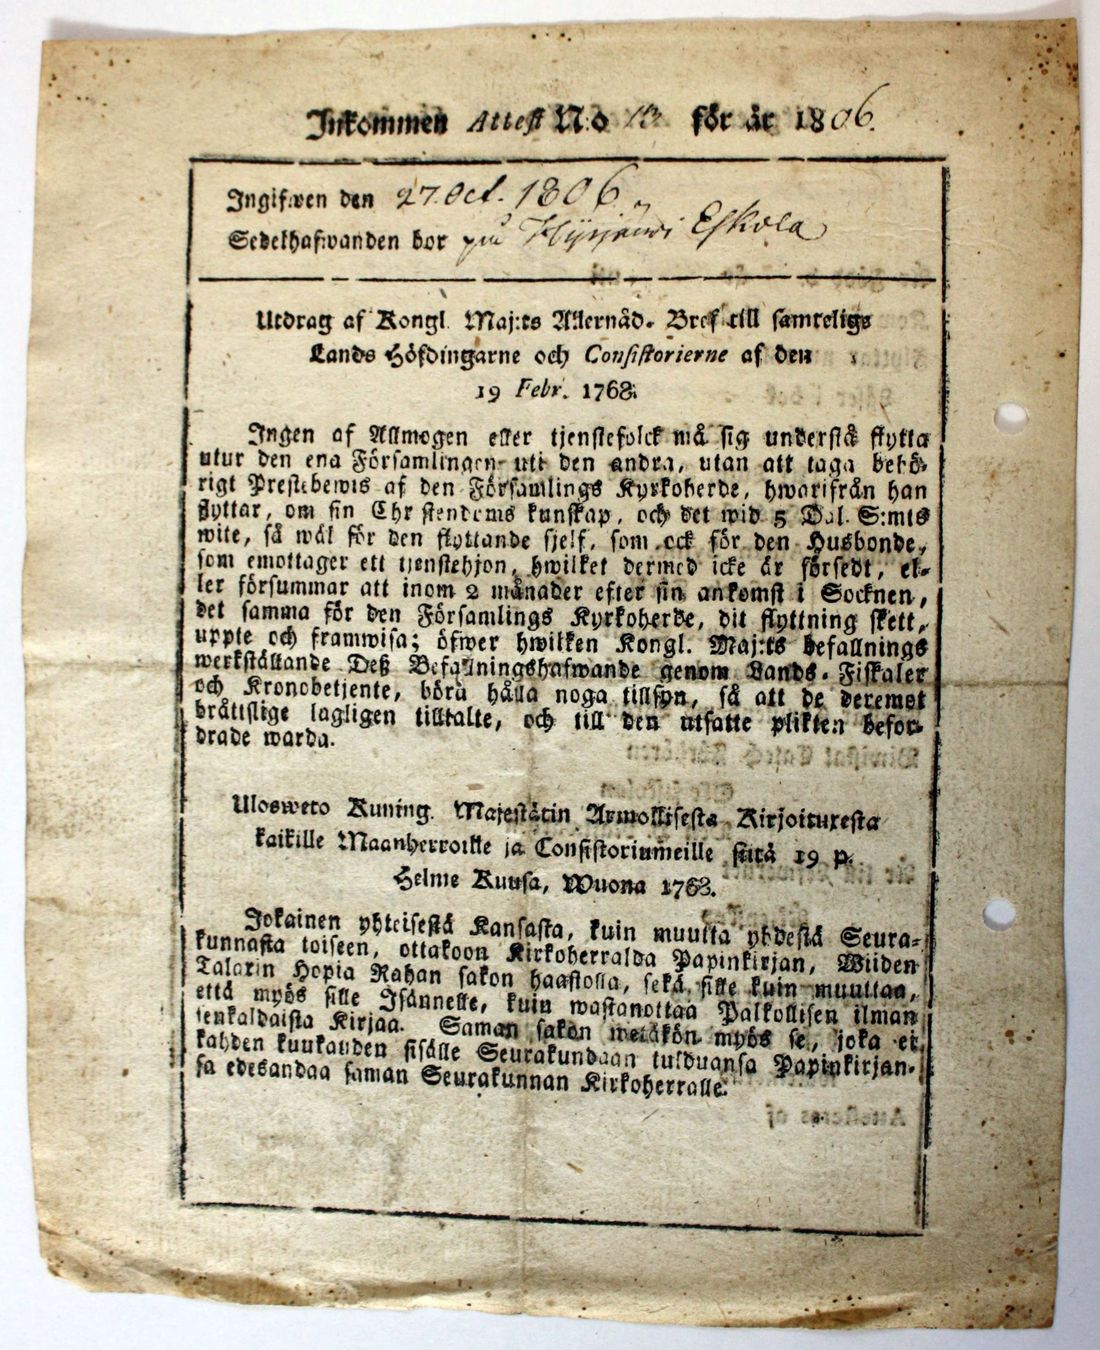 Inkommen Attest No för år 1806.
Ingifwen den 27. Oct. 1806.
Sedelhafwanden bor på Eskola
Utdrag af Kongl. Maj:ts Allernåd. Bref till samtelige
Lands Höfdingarne och Consistorierne af den
19 Febr. 1768.
Ingen af Allmogen eller tjenstefolck må sig understå flytta
utur den ena Församlingen uti den andra, utan att taga behö-
rigt Prestebewis af den Församlings Kyrkoherde, hwarifrån han
flyttar, om sin Christendoms kunskap, och det wid 5 Dal. S:mts
wite, så wäl för den flyttande sjelf, som ock för den Husbonde,
som emottager ett tjenstehjon, hwilket dermed icke är försedt, el-
ler försummar att inom 2 månader efter sin ankomst i Socknen,
det samma för den Församlings Kyrkoherde, dit flyttning skett,
uppte och framwisa; öfwer hwilken Kongl. Maj:ts befallnings
werkställande Deß Befallningshafwande genom Lands-Fiskaler
och Kronobetjente, böra hålla noga tillsyn, så att de deremot
bråttslige lagligen tilltalte, och till den utsatte plikten befor-
drade warda.
Ulosweto Kuning. Majestätin Armollisesta Kirjoituxesta
kaikille Maanherroille ja Consistoriumeille siitä 19 p.
Helme Kuusa, Wuona 1768.
Jokainen yhteisestä Kansasta, kuin muutta yhdestä Seura-
kunnasta toiseen, ottakoon Kirkoherralda Papinkirjan, Wiiden
Talarin Hopia Rahan sakon haastolla, sekä sille kuin muuttaa,
että myös sille Isännelle, kuin wastanottaa Palkollisen ilman
senkaldaista Kirjaa. Saman sakon wetäkön myös se, joka ei
kahden kuukauden sisälle Seurakundaan tulduansa Papinkirjan-
sa edesandaa saman Seurakunnan Kirkoherralle.